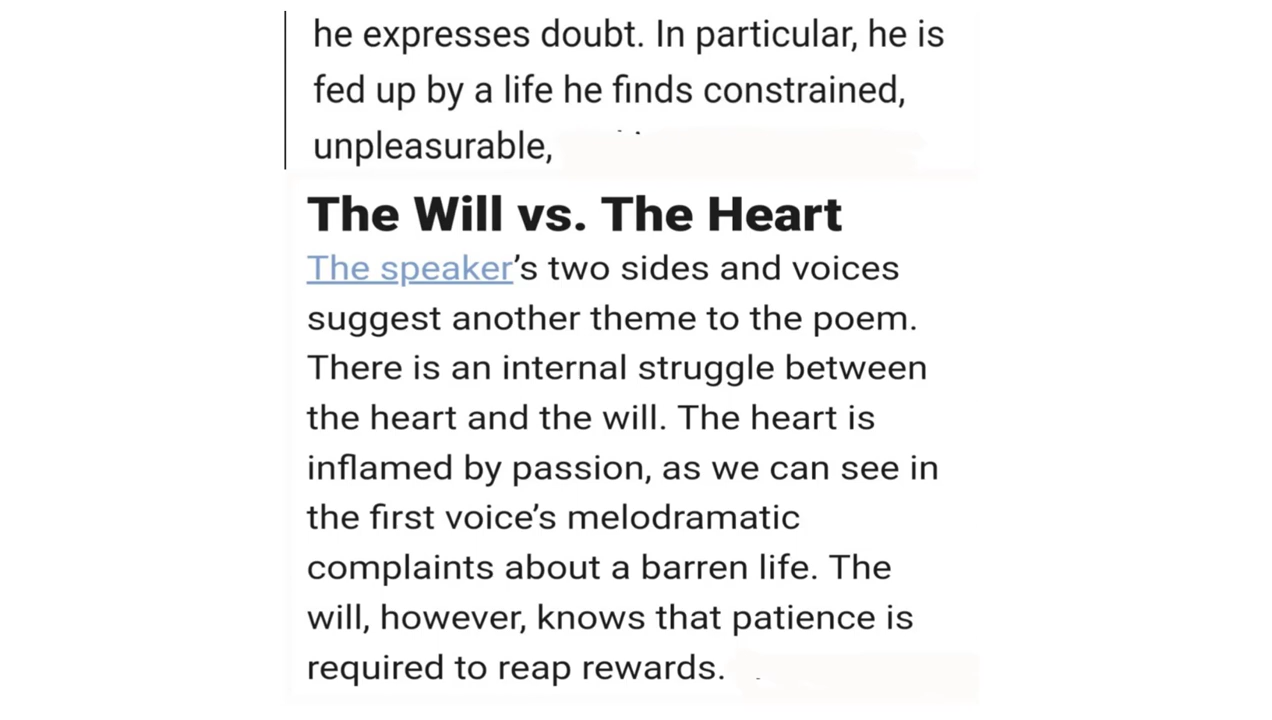 he expresses doubt. In particular, he is
fed up by a life he finds constrained,
unpleasurable,
The Will vs. The Heart
The speaker’s two sides and voices
suggest another theme to the poem.
There is an internal struggle between
the heart and the will. The heart is
inflamed by passion, as we can see in
the first voice’s melodramatic
complaints about a barren life. The
will, however, knows that patience is
required to reap rewards.